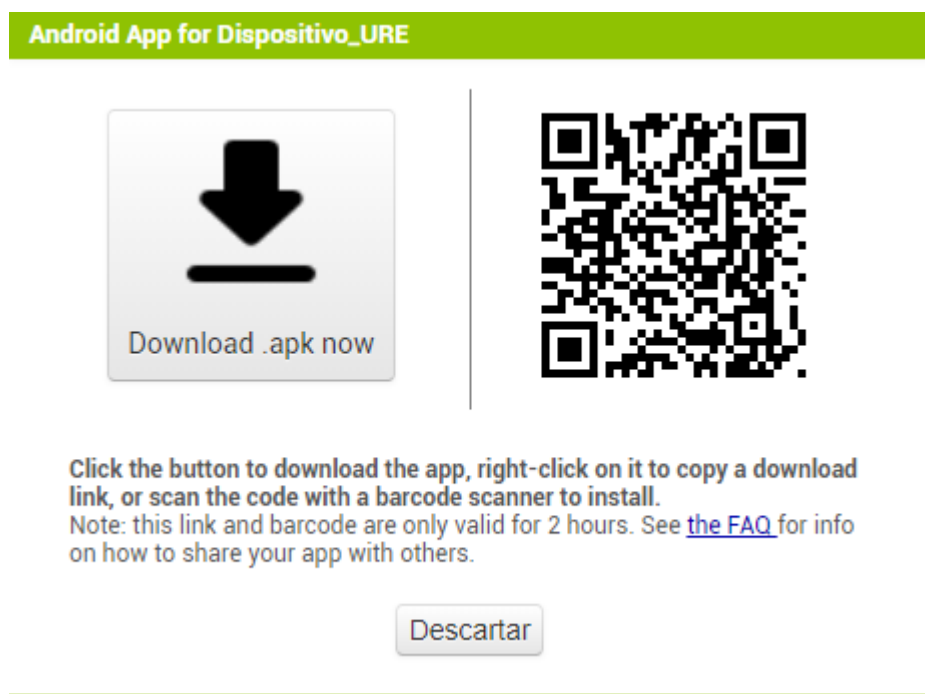 Android App for Dispositivo_URE
Download .apk now
Click the button to download the app, right-click on it to copy a download
link, or scan the code with a barcode scanner to install.
Note: this link and barcode are only valid for 2 hours. See the FAQ for info
on how to share your app with others.
Descartar